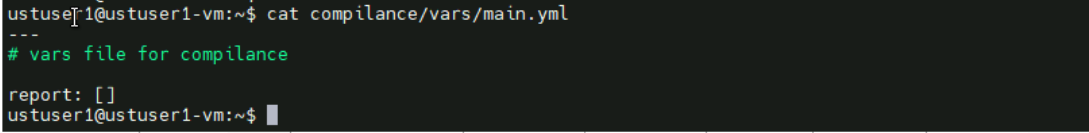 ustuser1@ustuser1-vm:~$ cat compilance/vars/main.yml
---
# vars file for compilance
report: []
ustuser1@ustuser1-vm:~$